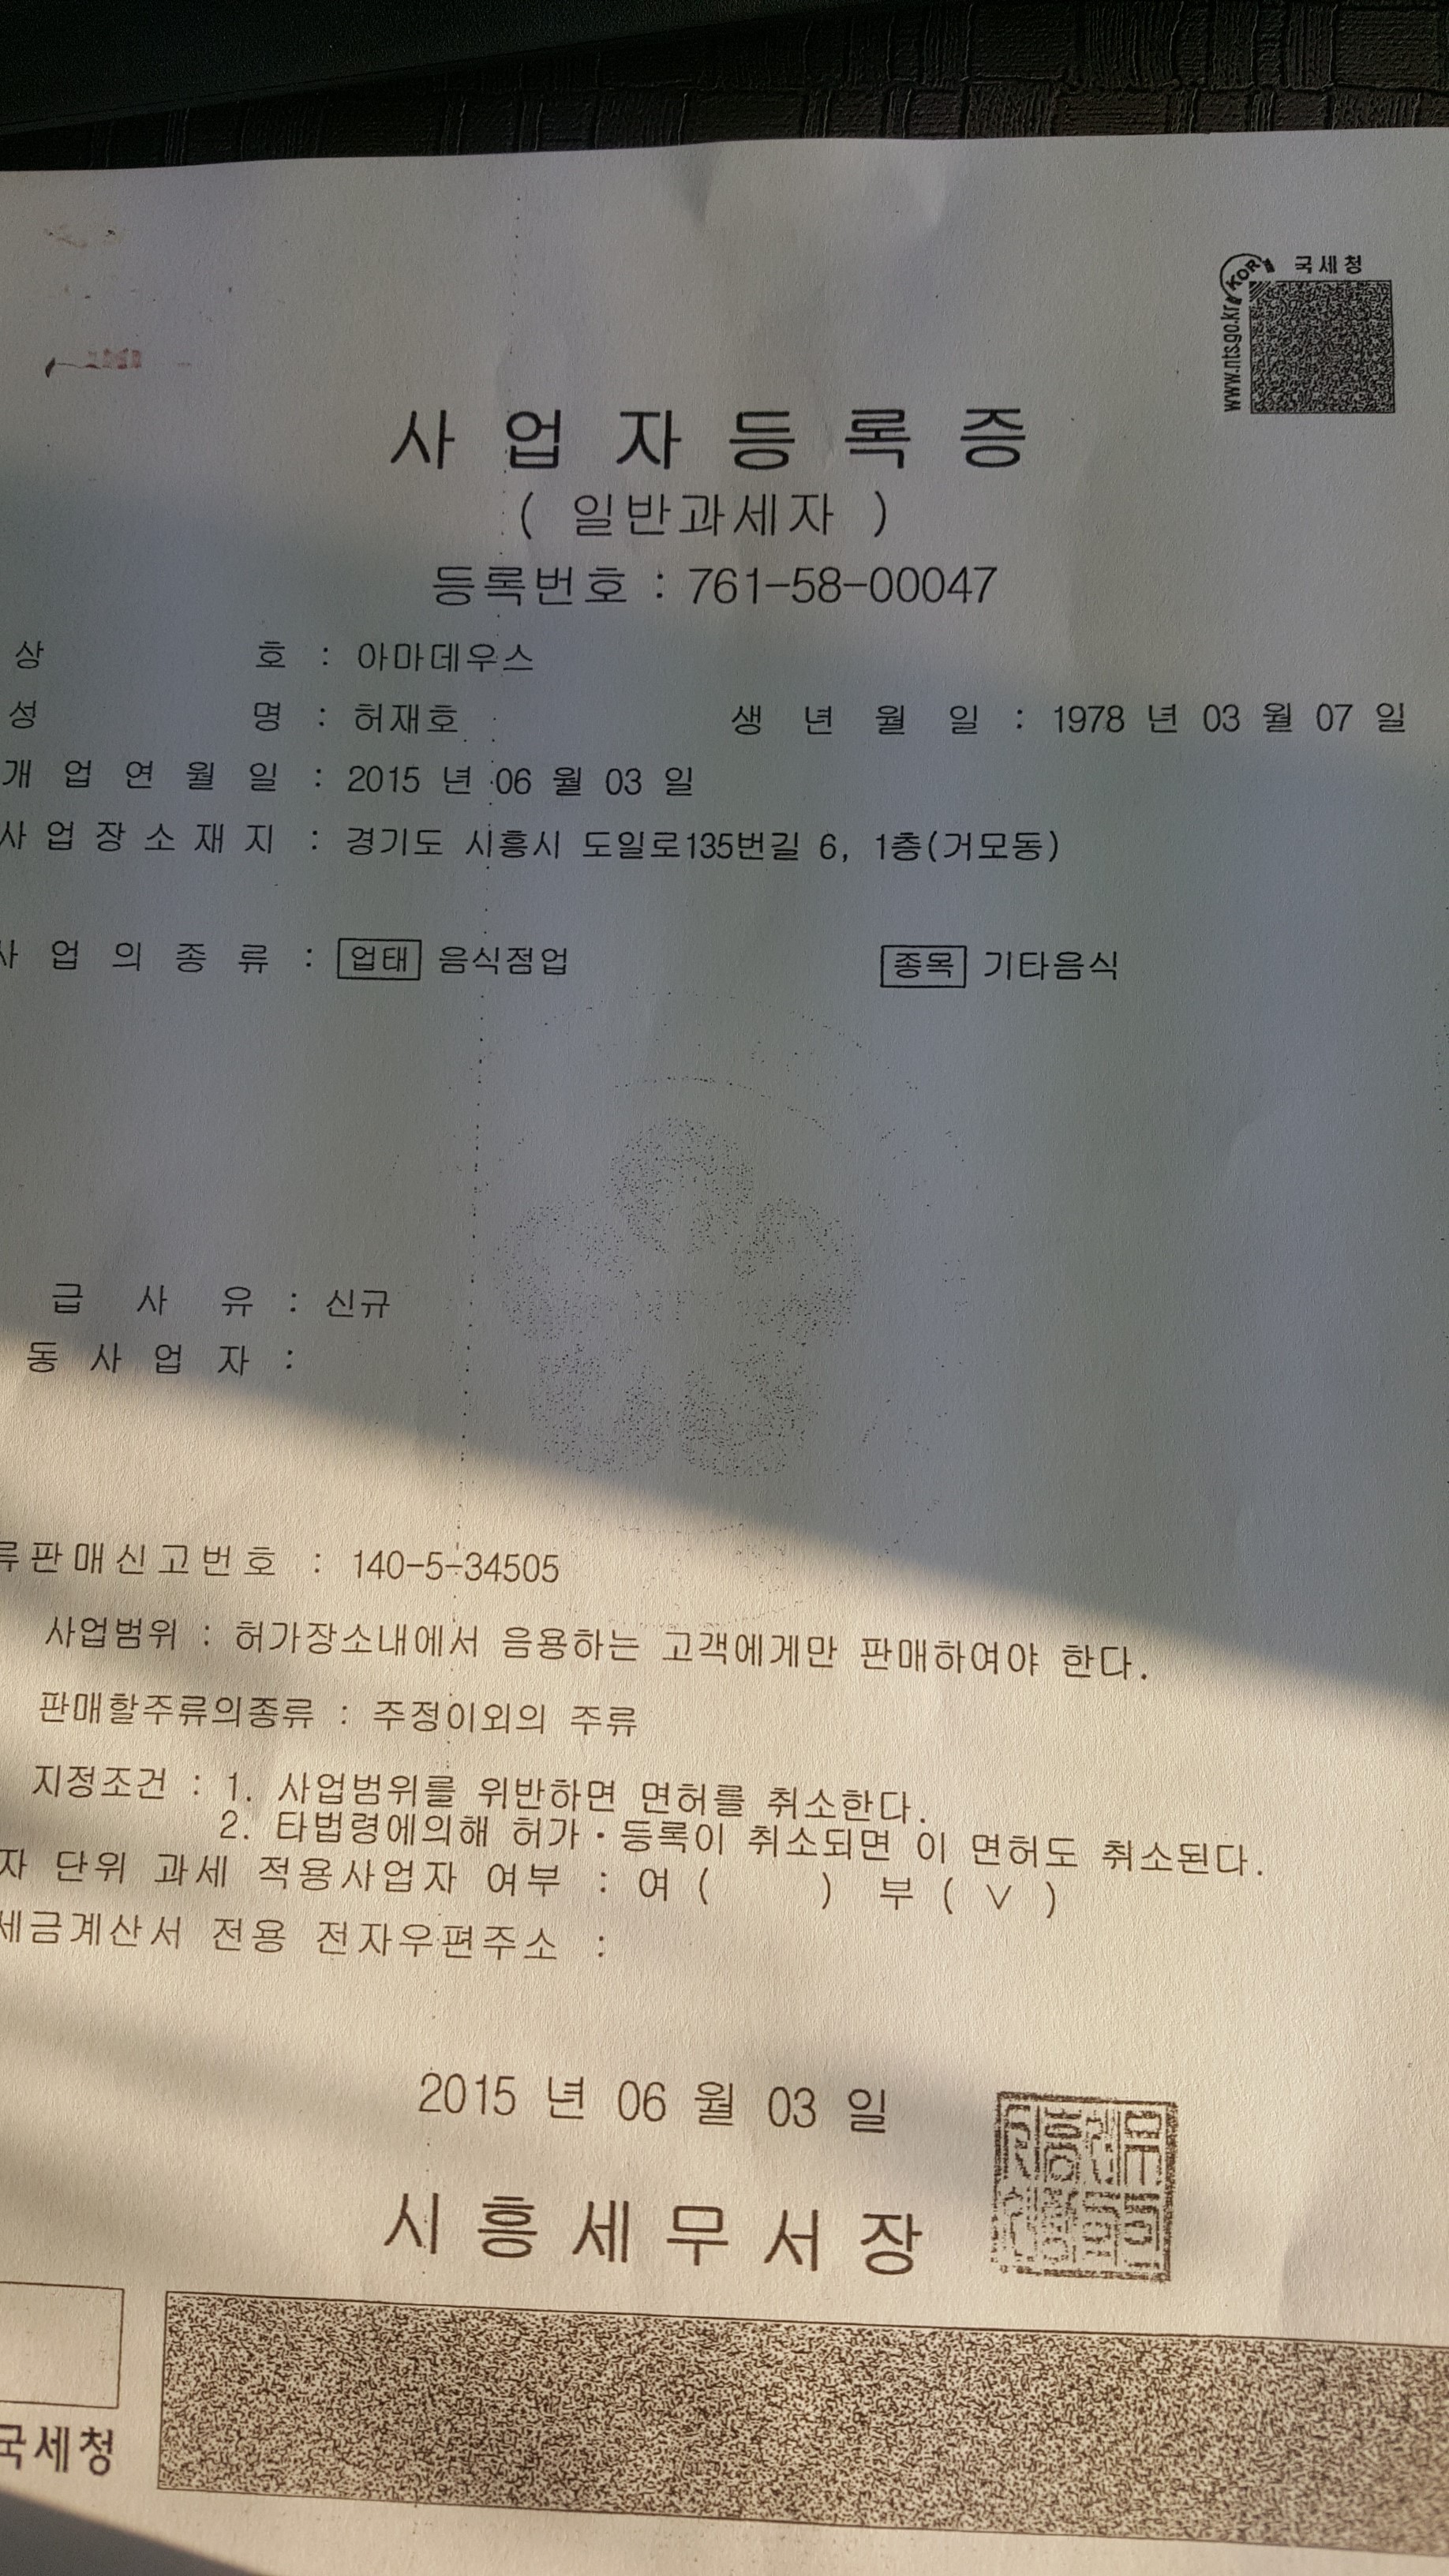 국세청
www.nts.go.kr
사업자등록증
( 일반과세자 )
등록번호 : 761-58-00047
상 호 : 아마데우스
성 명 : 허재호 생 년 월 일 : 1978 년 03 월 07 일
개 업 연 월 일 : 2015 년 06 월 03 일
사 업 장 소 재 지 : 경기도 시흥시 도일로135번길 6, 1층(거모동)
사 업 의 종 류 : 업태 음식점업 종목 기타음식
급 사 유 : 신규
동 사 업 자 :
류판매신고번호 : 140-5-34505
사업범위 : 허가장소내에서 음용하는 고객에게만 판매하여야 한다.
판매할주류의종류 : 주정이외의 주류
지정조건 : 1. 사업범위를 위반하면 면허를 취소한다.
2. 타법령에의해 허가·등록이 취소되면 이 면허도 취소된다.
자 단위 과세 적용사업자 여부 : 여 ( ) 부 ( ∨ )
세금계산서 전용 전자우편주소 :
2015 년 06 월 03 일
시흥세무서장
국세청